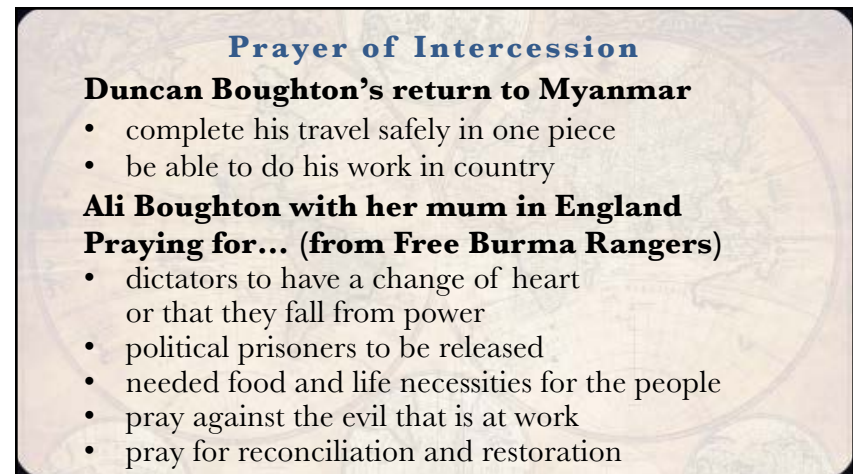 Prayer of Intercession
Duncan Boughton’s return to Myanmar
• complete his travel safely in one piece
• be able to do his work in country
Ali Boughton with her mum in England
Praying for… (from Free Burma Rangers)
• dictators to have a change of heart
or that they fall from power
• political prisoners to be released
• needed food and life necessities for the people
• pray against the evil that is at work
• pray for reconciliation and restoration